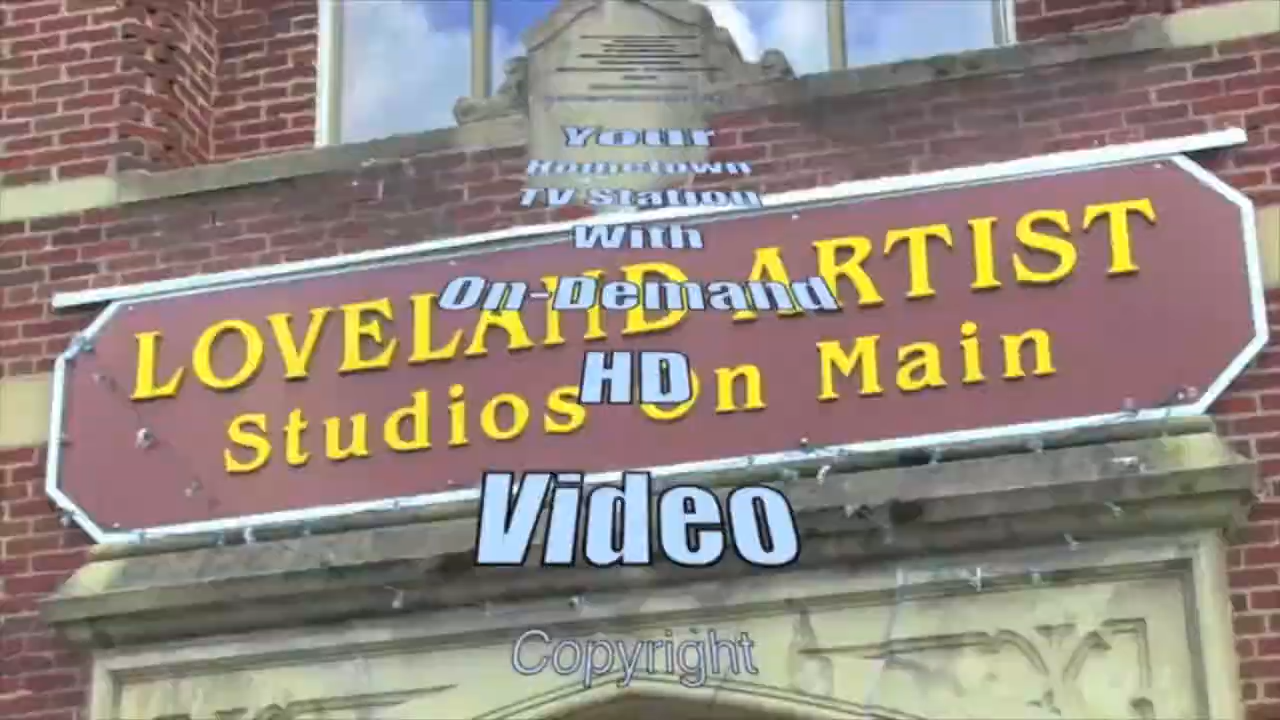 Your
Hometown
TV Station
With
On-Demand
HD
Video
Copyright
LOVELAND ARTIST
Studios On Main